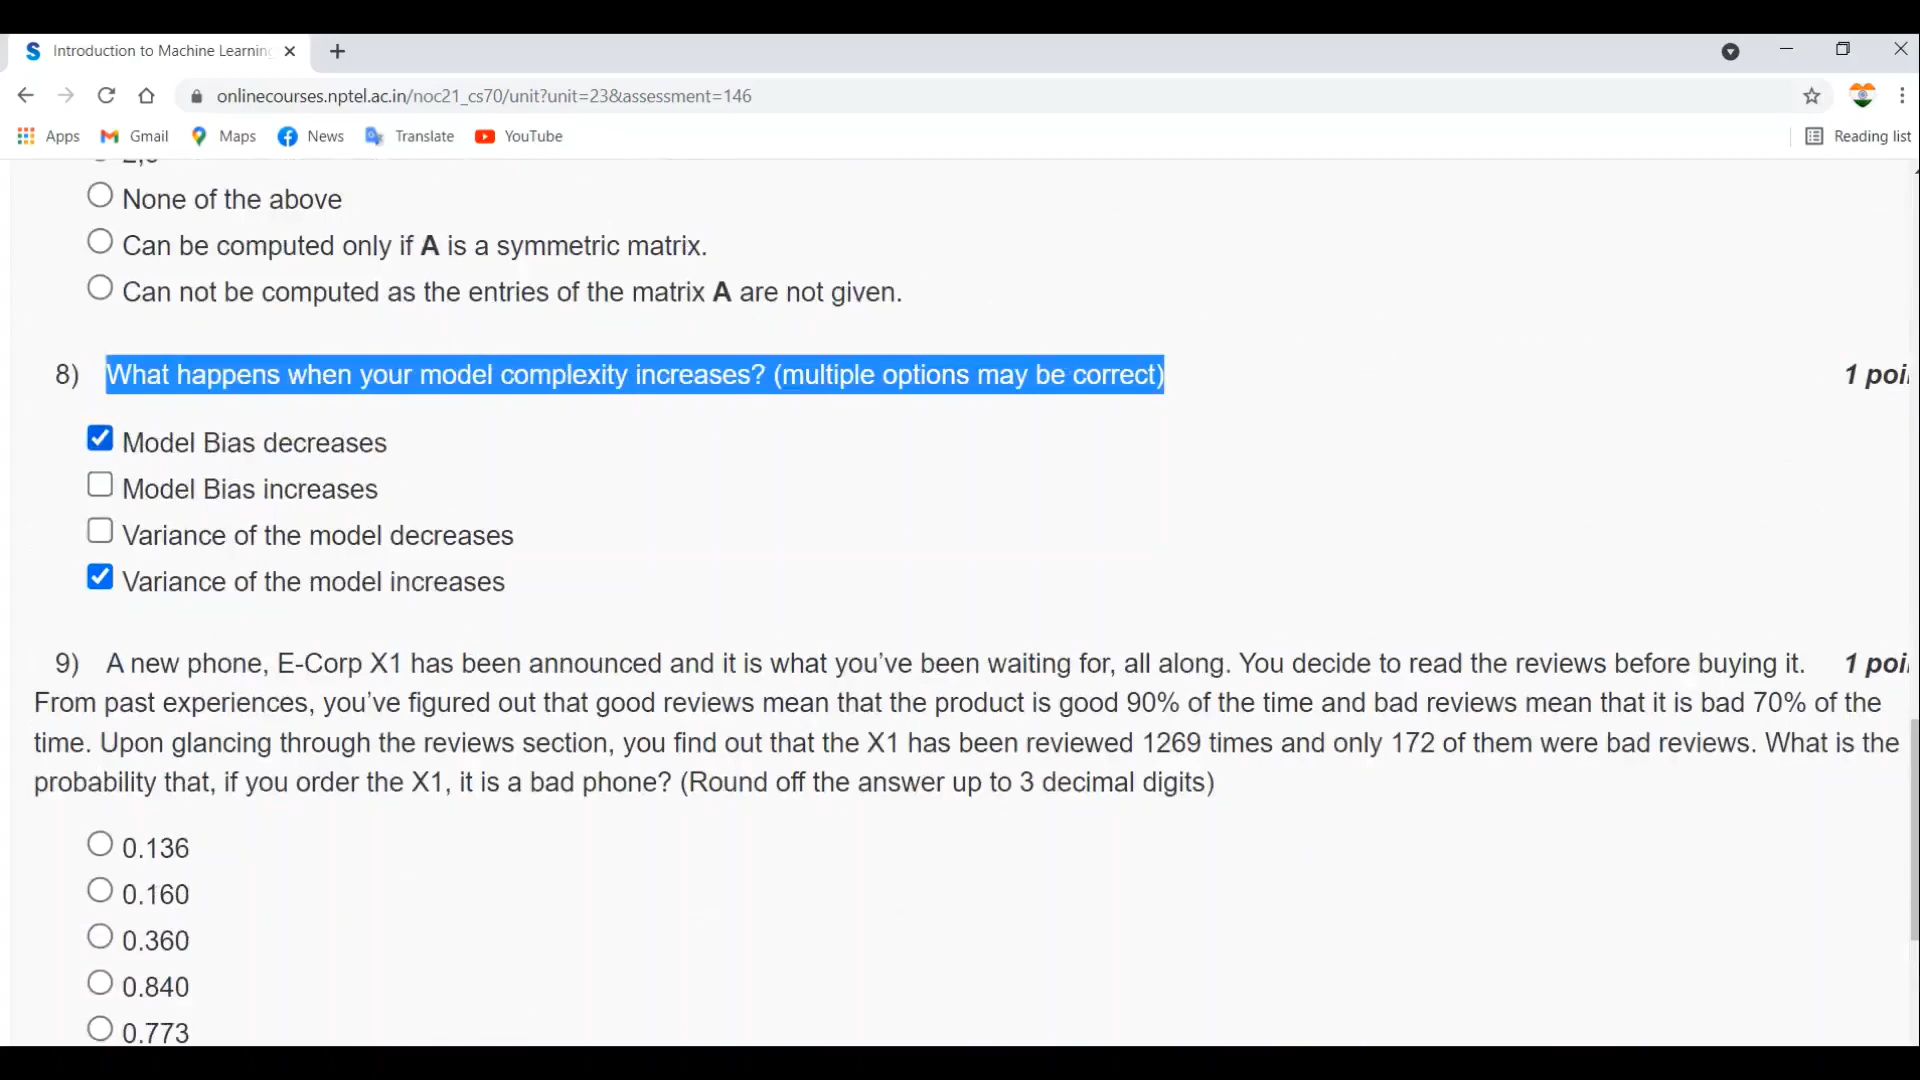 Introduction to Machine Learning
onlinecourses.nptel.ac.in/noc21_cs70/unit?unit=23&assessment=146
Apps Gmail Maps News Translate YouTube Reading list
None of the above
Can be computed only if A is a symmetric matrix.
Can not be computed as the entries of the matrix A are not given.
8) What happens when your model complexity increases? (multiple options may be correct) 1 poi
Model Bias decreases
Model Bias increases
Variance of the model decreases
Variance of the model increases
9) A new phone, E-Corp X1 has been announced and it is what you've been waiting for, all along. You decide to read the reviews before buying it. 1 poi
From past experiences, you've figured out that good reviews mean that the product is good 90% of the time and bad reviews mean that it is bad 70% of the
time. Upon glancing through the reviews section, you find out that the X1 has been reviewed 1269 times and only 172 of them were bad reviews. What is the
probability that, if you order the X1, it is a bad phone? (Round off the answer up to 3 decimal digits)
0.136
0.160
0.360
0.840
0.773